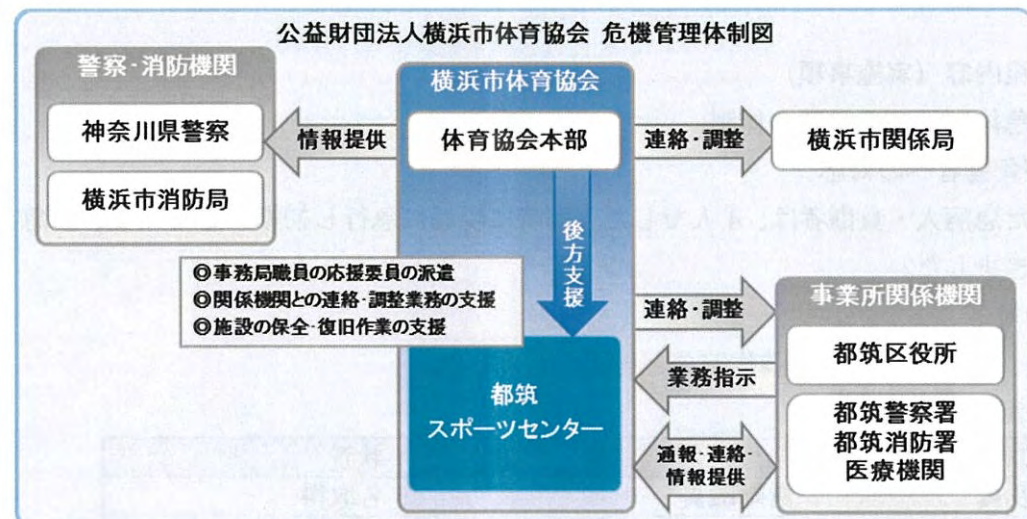 公益財団法人横浜市体育協会 危機管理体制図
警察・消防機関
神奈川県警察
横浜市消防局
情報提供
横浜市体育協会
体育協会本部
連絡・調整
横浜市関係局
後方支援
◎事務局職員の応援要員の派遣
◎関係機関との連絡・調整業務の支援
◎施設の保全・復旧作業の支援
都筑
スポーツセンター
連絡・調整
業務指示
通報・連絡・
情報提供
事業所関係機関
都筑区役所
都筑警察署
都筑消防署
医療機関